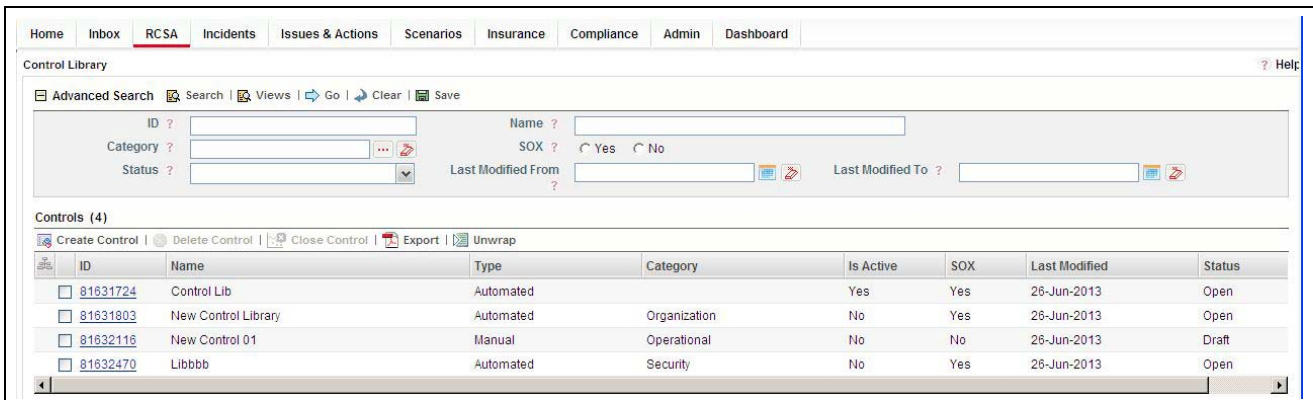 Home Inbox RCSA Incidents Issues & Actions Scenarios Insurance Compliance Admin Dashboard
Control Library ? Help
Advanced Search Search | Views | Go | Clear | Save
ID ? Name ?
Category ? ... SOX ? Yes No
Status ? Last Modified From ? Last Modified To ?
Controls (4)
Create Control | Delete Control | Close Control | Export | Unwrap
ID Name Type Category Is Active SOX Last Modified Status
81631724 Control Lib Automated Yes Yes 26-Jun-2013 Open
81631803 New Control Library Automated Organization No Yes 26-Jun-2013 Open
81632116 New Control 01 Manual Operational No No 26-Jun-2013 Draft
81632470 Libbbb Automated Security No Yes 26-Jun-2013 Open